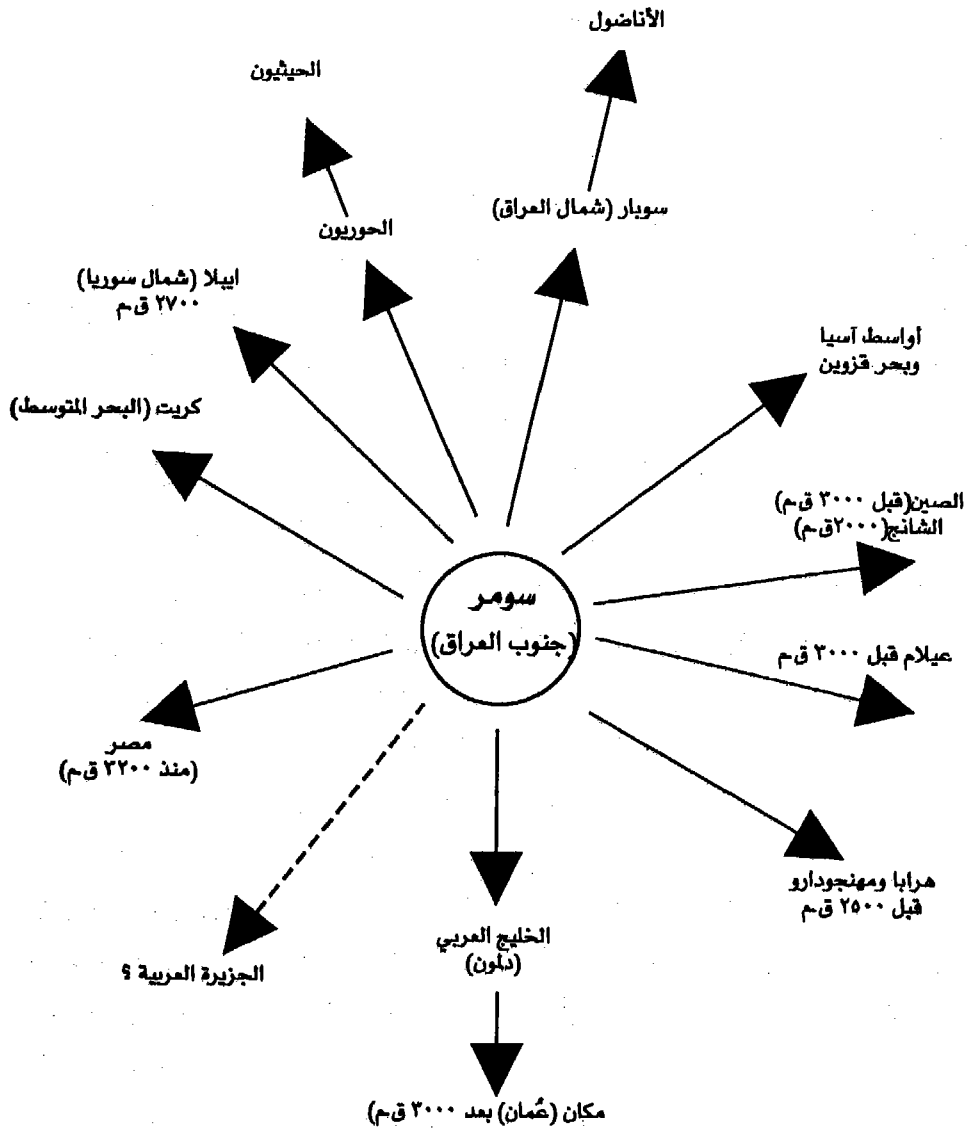 الأناضول
الحيثيون
سوبار (شمال العراق)
الحوريون
ايبلا (شمال سوريا)
٢٧٠٠ ق.م
أواسط آسيا
وبحر قزوين
كريت (البحر المتوسط)
الصين(قبل ٣٠٠٠ ق.م)
الشانج(٢٠٠٠ق.م)
سومر
(جنوب العراق)
عيلام قبل ٣٠٠٠ ق.م
مصر
(منذ ٣٢٠٠ ق.م)
هرابا ومهنجودارو
قبل ٢٥٠٠ ق.م
الخليج العربي
(دلمون)
الجزيرة العربية ؟
مكان (عُمان) بعد ٣٠٠٠ ق.م)